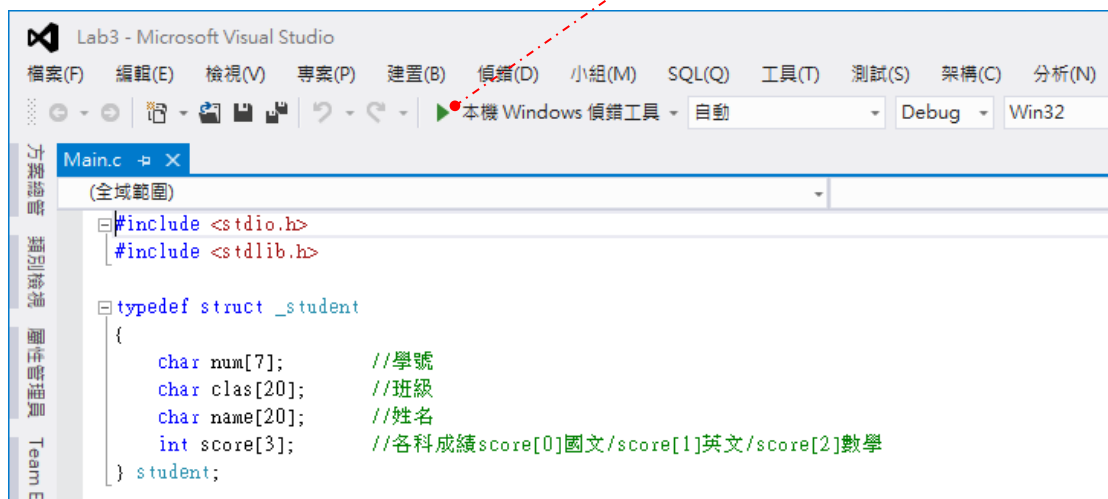 Lab3 - Microsoft Visual Studio
檔案(F) 編輯(E) 檢視(V) 專案(P) 建置(B) 偵錯(D) 小組(M) SQL(Q) 工具(T) 測試(S) 架構(C) 分析(N)
本機 Windows 偵錯工具 自動 Debug Win32
方案總管
類別檢視
屬性管理員
Team E
Main.c
(全域範圍)
#include <stdio.h>
#include <stdlib.h>
typedef struct _student
{
char num[7]; //學號
char clas[20]; //班級
char name[20]; //姓名
int score[3]; //各科成績score[0]國文/score[1]英文/score[2]數學
} student;